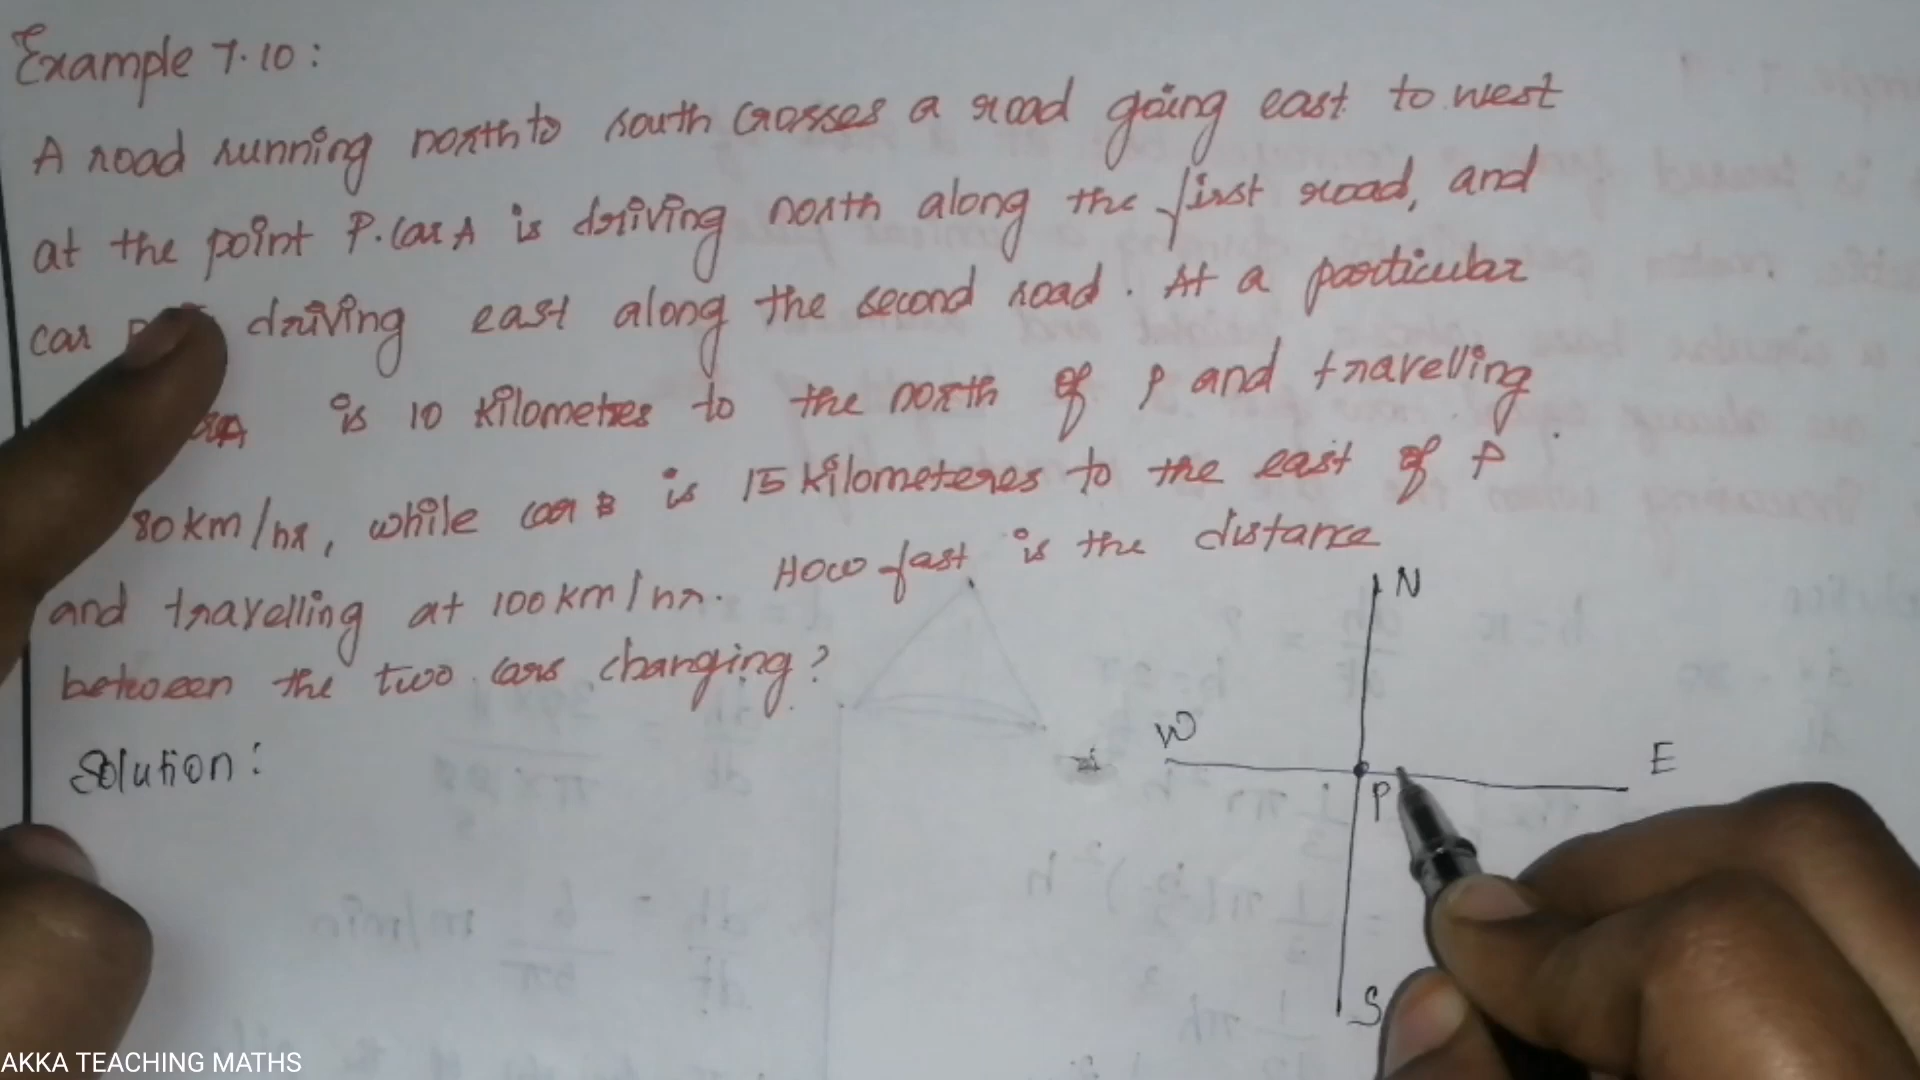 Example 7.10:
A road running north to south crosses a road going east to west
at the point P. Car A is driving north along the first road, and
car driving east along the second road. At a particular
is 10 kilometres to the north of P and travelling
80 km/hr, while car B is 15 kilometeres to the east of P
and travelling at 100 km/hr. How fast is the distance
between the two cars changing?
Solution:
N
W
E
P
S
AKKA TEACHING MATHS